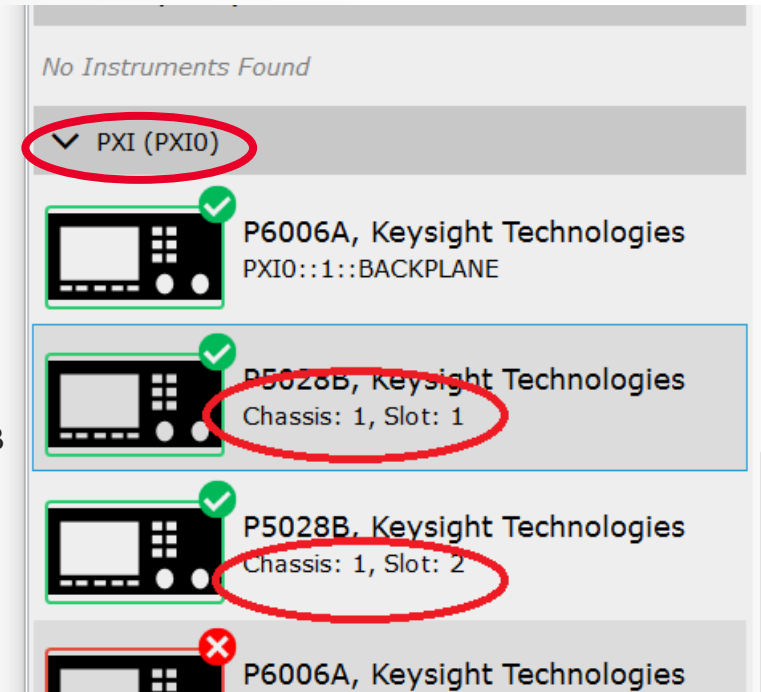 No Instruments Found
PXI (PXI0)
P6006A, Keysight Technologies
PXI0::1::BACKPLANE
P5028B, Keysight Technologies
Chassis: 1, Slot: 1
P5028B, Keysight Technologies
Chassis: 1, Slot: 2
P6006A, Keysight Technologies